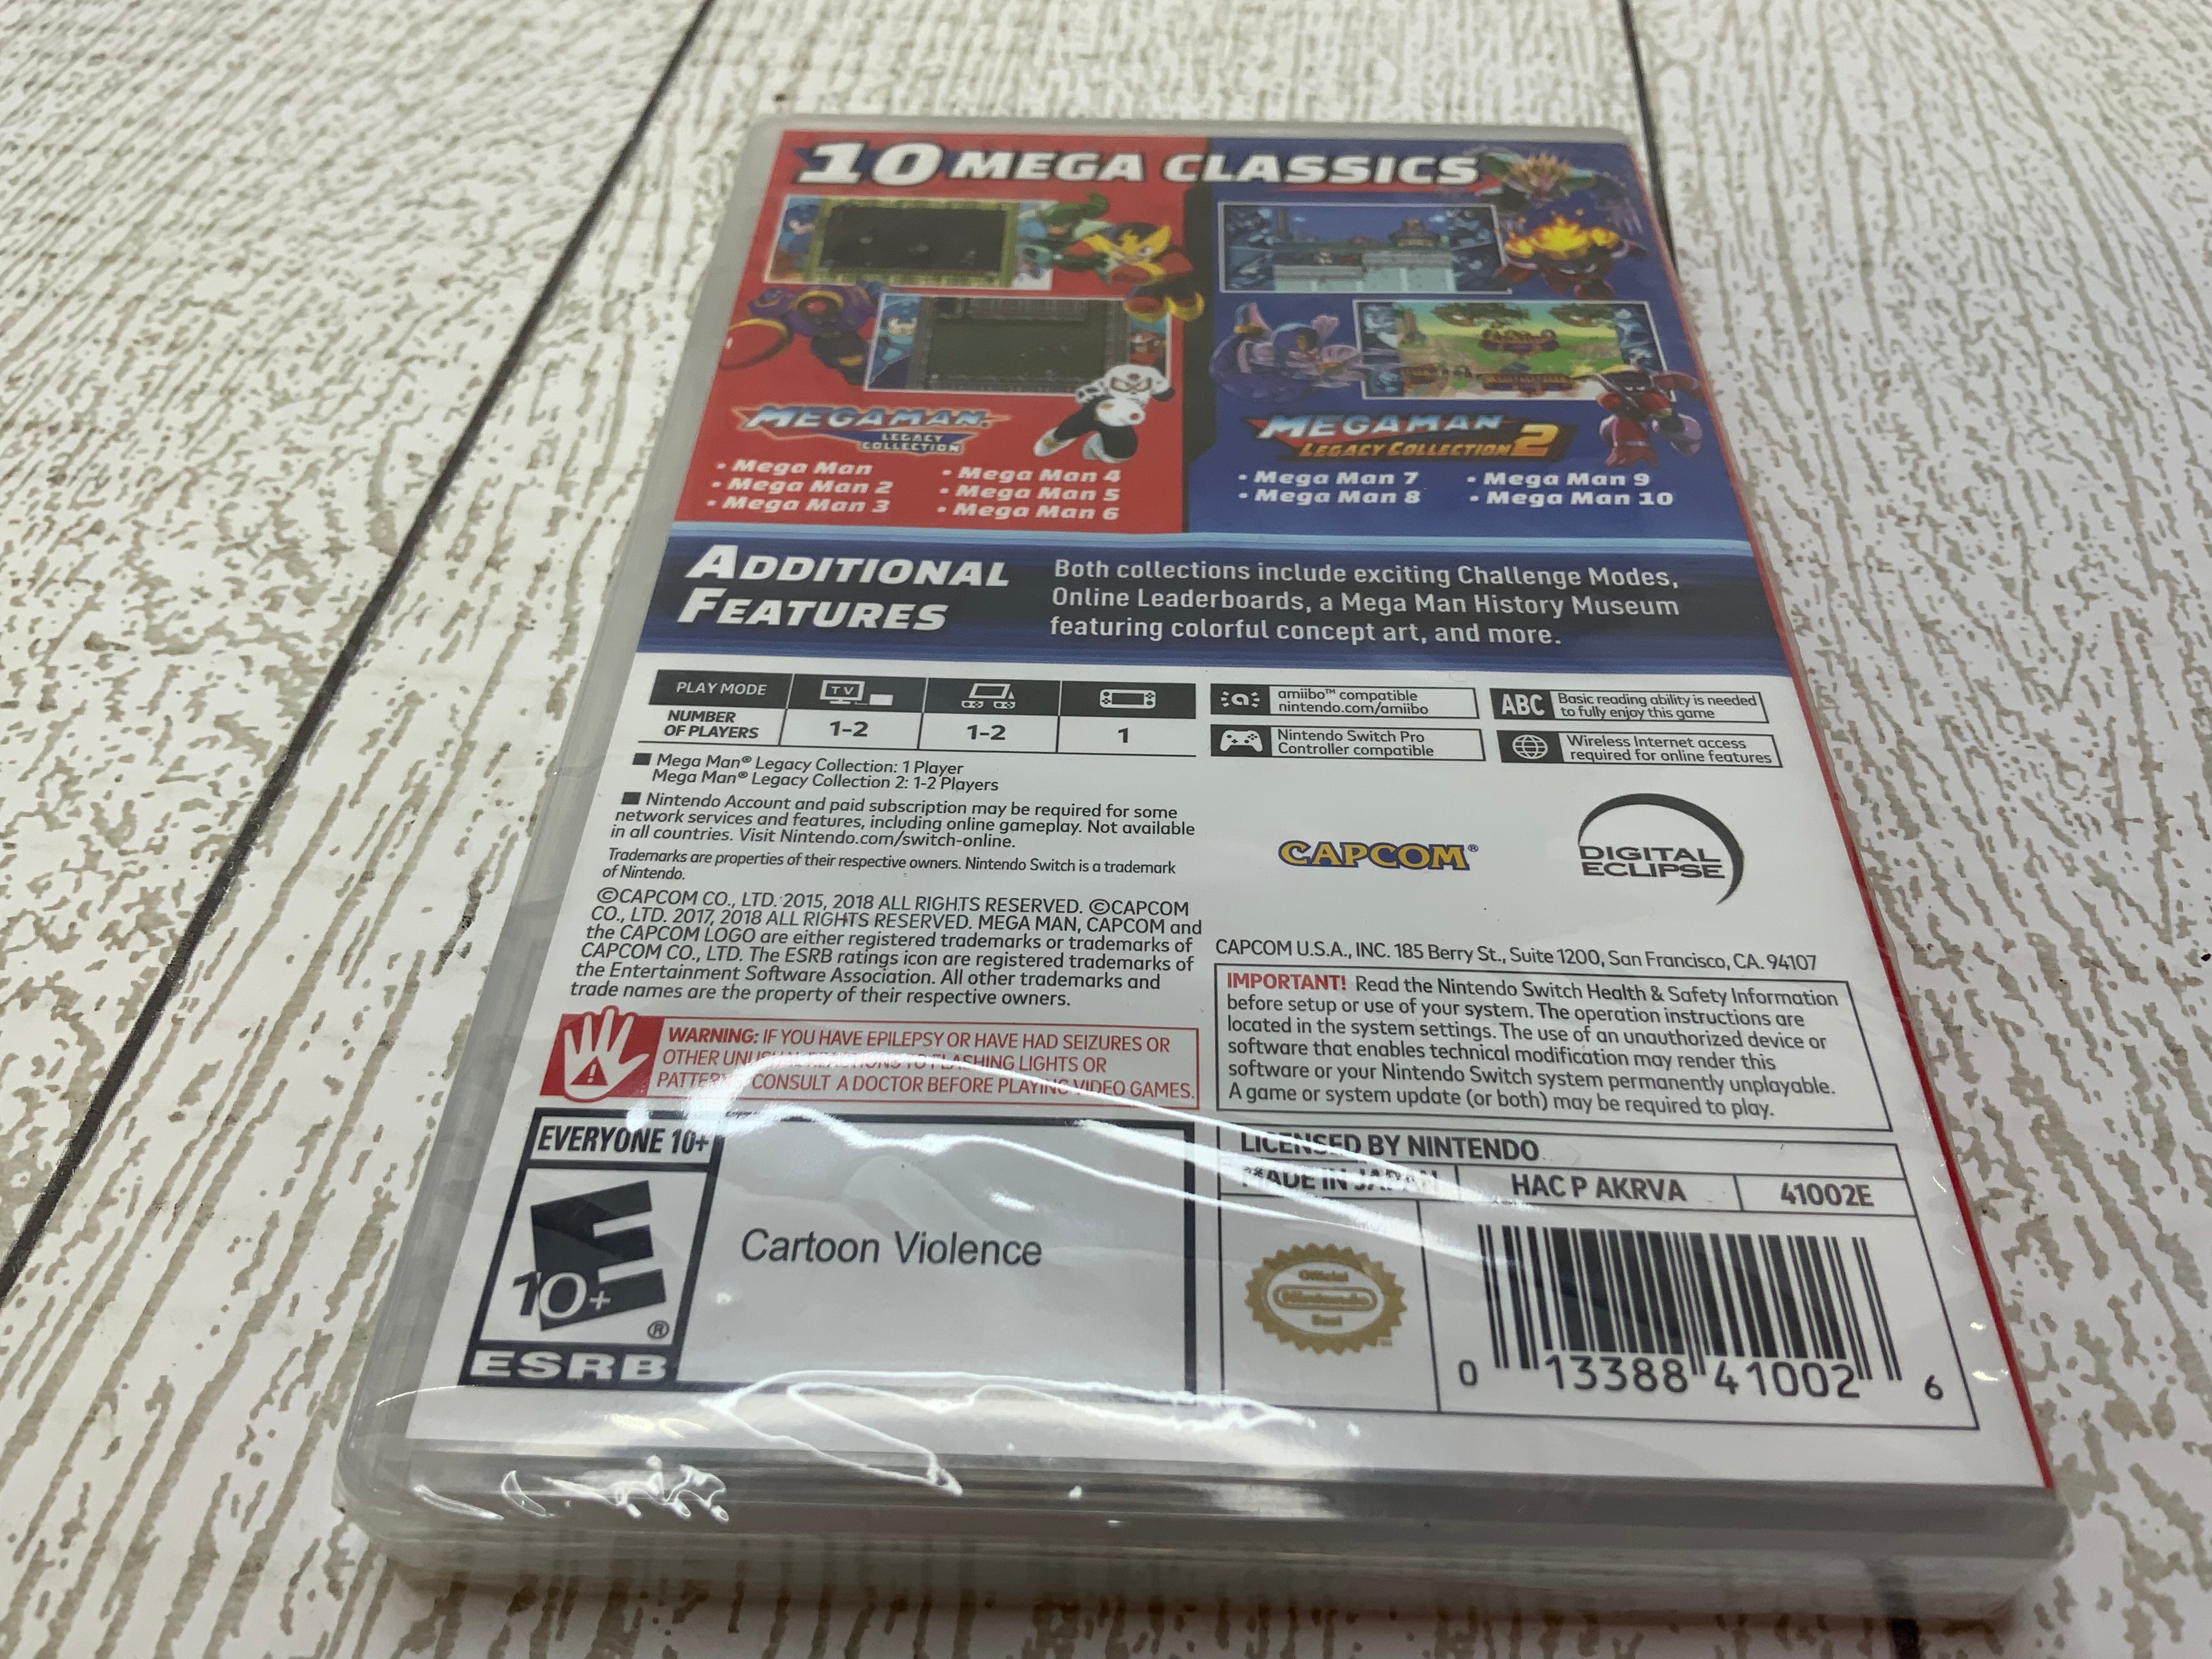 10 MEGA CLASSICS
MEGAMAN
LEGACY
COLLECTION
• Mega Man
• Mega Man 2
• Mega Man 3
• Mega Man 4
• Mega Man 5
• Mega Man 6
MEGAMAN
LEGACY COLLECTION 2
• Mega Man 7
• Mega Man 8
• Mega Man 9
• Mega Man 10
ADDITIONAL
FEATURES
Both collections include exciting Challenge Modes,
Online Leaderboards, a Mega Man History Museum
featuring colorful concept art, and more.
PLAY MODE
TV
NUMBER
OF PLAYERS
1-2
1-2
1
amiibo™ compatible
nintendo.com/amiibo
ABC
Basic reading ability is needed
to fully enjoy this game
Nintendo Switch Pro
Controller compatible
Wireless Internet access
required for online features
■ Mega Man® Legacy Collection: 1 Player
Mega Man® Legacy Collection 2: 1-2 Players
■ Nintendo Account and paid subscription may be required for some
network services and features, including online gameplay. Not available
in all countries. Visit Nintendo.com/switch-online.
Trademarks are properties of their respective owners. Nintendo Switch is a trademark
of Nintendo.
©CAPCOM CO., LTD. 2015, 2018 ALL RIGHTS RESERVED. ©CAPCOM
CO., LTD. 2017, 2018 ALL RIGHTS RESERVED. MEGA MAN, CAPCOM and
the CAPCOM LOGO are either registered trademarks or trademarks of
CAPCOM CO., LTD. The ESRB ratings icon are registered trademarks of
the Entertainment Software Association. All other trademarks and
trade names are the property of their respective owners.
CAPCOM®
DIGITAL
ECLIPSE
CAPCOM U.S.A., INC. 185 Berry St., Suite 1200, San Francisco, CA. 94107
WARNING: IF YOU HAVE EPILEPSY OR HAVE HAD SEIZURES OR
OTHER UNUSUAL REACTIONS TO FLASHING LIGHTS OR
PATTERNS, CONSULT A DOCTOR BEFORE PLAYING VIDEO GAMES.
IMPORTANT! Read the Nintendo Switch Health & Safety Information
before setup or use of your system. The operation instructions are
located in the system settings. The use of an unauthorized device or
software that enables technical modification may render this
software or your Nintendo Switch system permanently unplayable.
A game or system update (or both) may be required to play.
EVERYONE 10+
E
10+
®
ESRB
Cartoon Violence
LICENSED BY NINTENDO
MADE IN JAPAN
HAC P AKRVA
41002E
Official
Nintendo
Seal
0 13388 41002 6